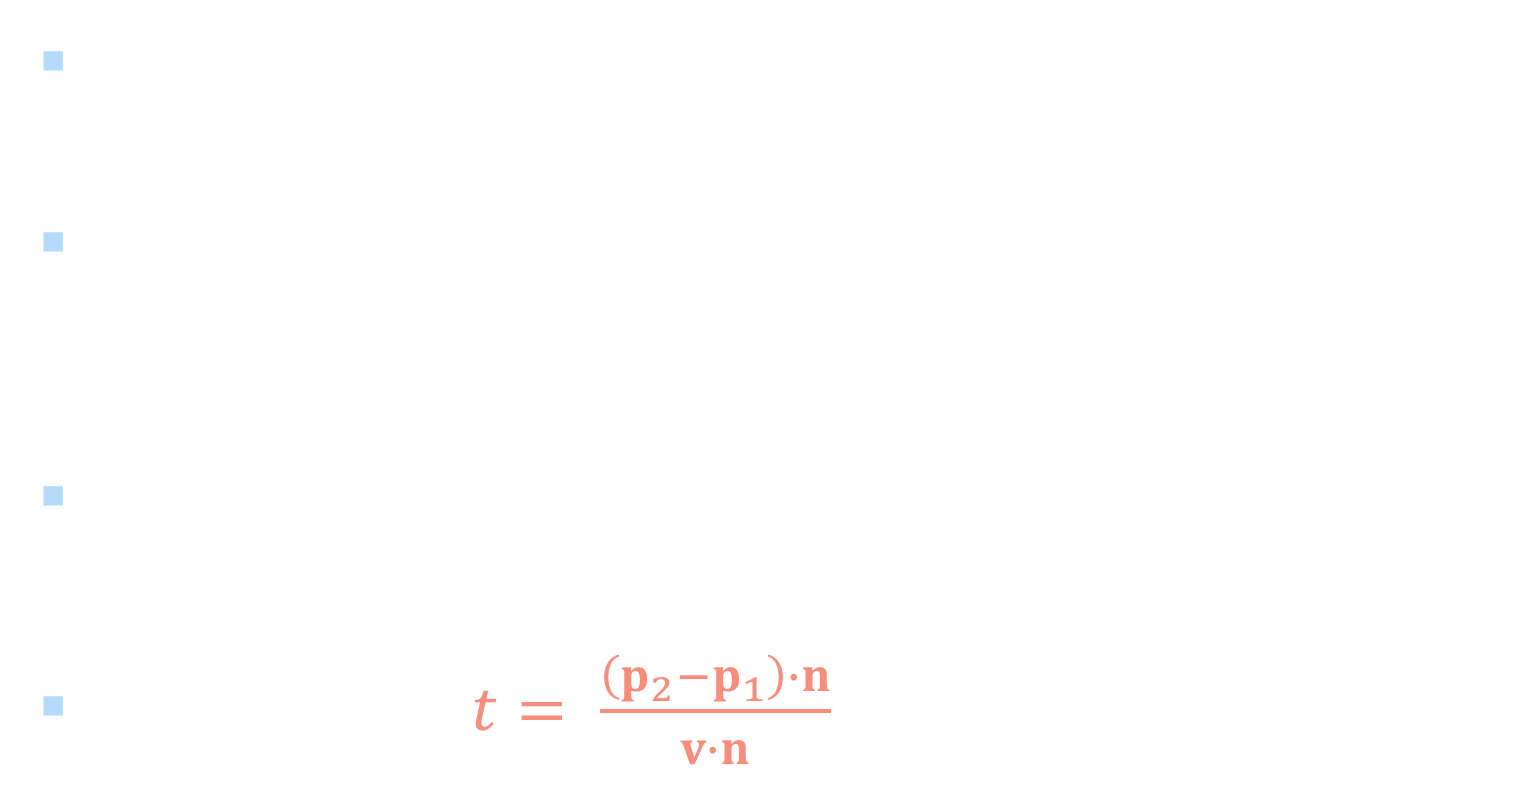 ■
■
■
■ t = (p₂−p₁)·n / v·n